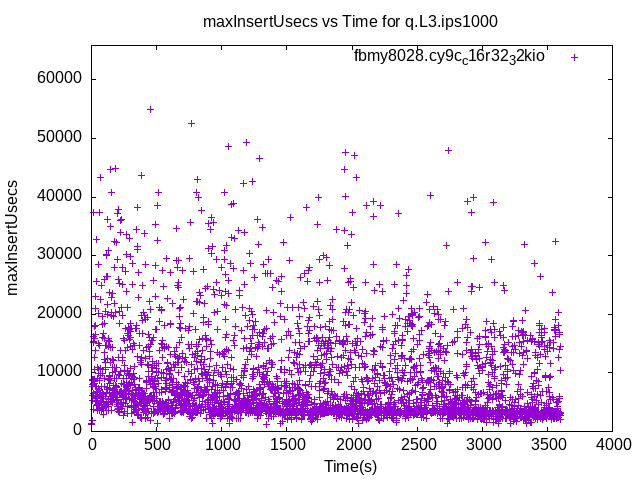 maxInsertUsecs vs Time for q.L3.ips1000
fbmy8028.cy9c_c16r32_32kio
maxInsertUsecs
60000
50000
40000
30000
20000
10000
0
0 500 1000 1500 2000 2500 3000 3500 4000
Time(s)